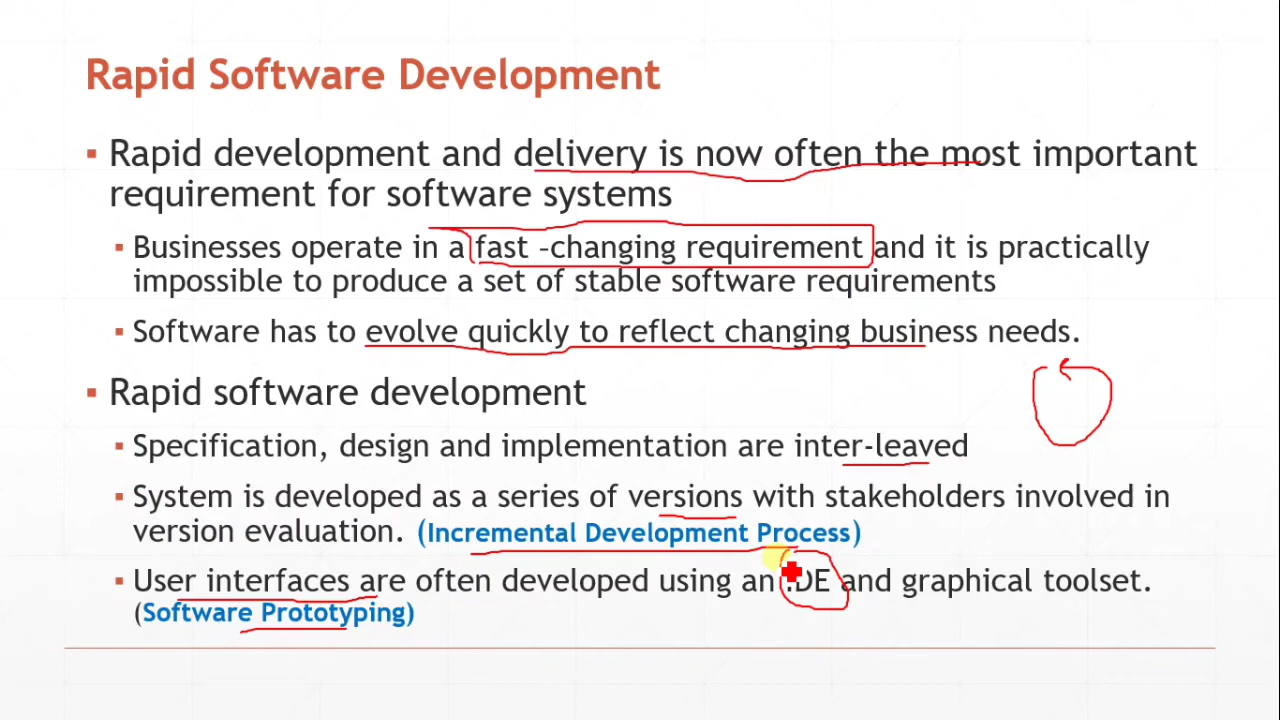 Rapid Software Development
▪ Rapid development and delivery is now often the most important
requirement for software systems
▪ Businesses operate in a fast –changing requirement and it is practically
impossible to produce a set of stable software requirements
▪ Software has to evolve quickly to reflect changing business needs.
▪ Rapid software development
▪ Specification, design and implementation are inter-leaved
▪ System is developed as a series of versions with stakeholders involved in
version evaluation. (Incremental Development Process)
▪ User interfaces are often developed using an IDE and graphical toolset.
(Software Prototyping)